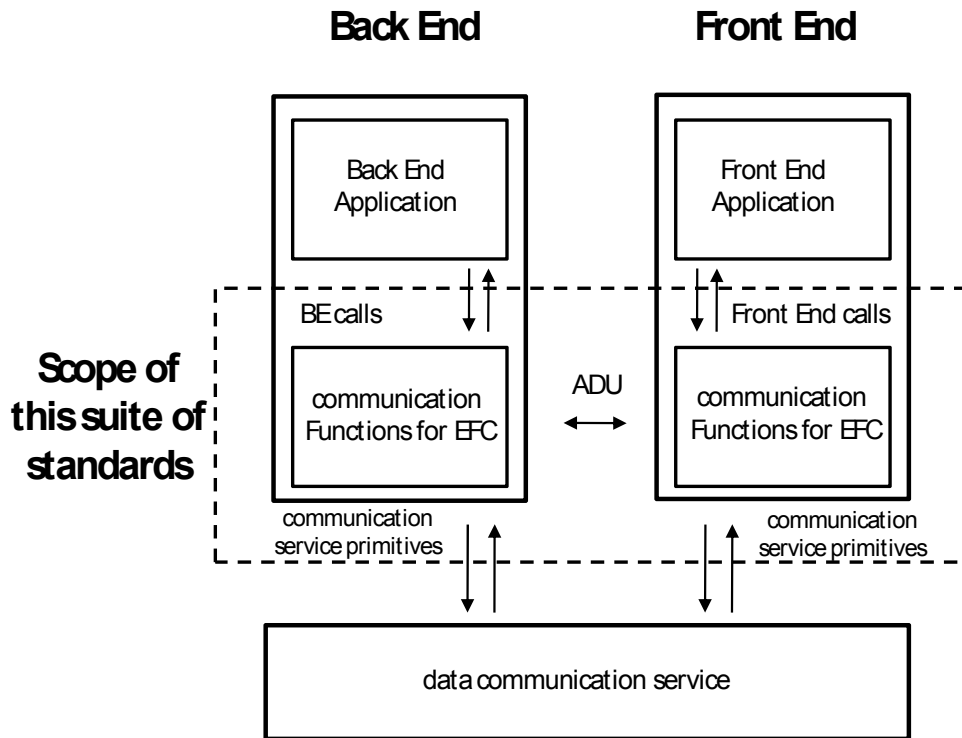 Back End
Front End
Back End
Application
Front End
Application
BE calls
Front End calls
Scope of
this suite of
standards
communication
Functions for EFC
ADU
communication
Functions for EFC
communication
service primitives
communication
service primitives
data communication service